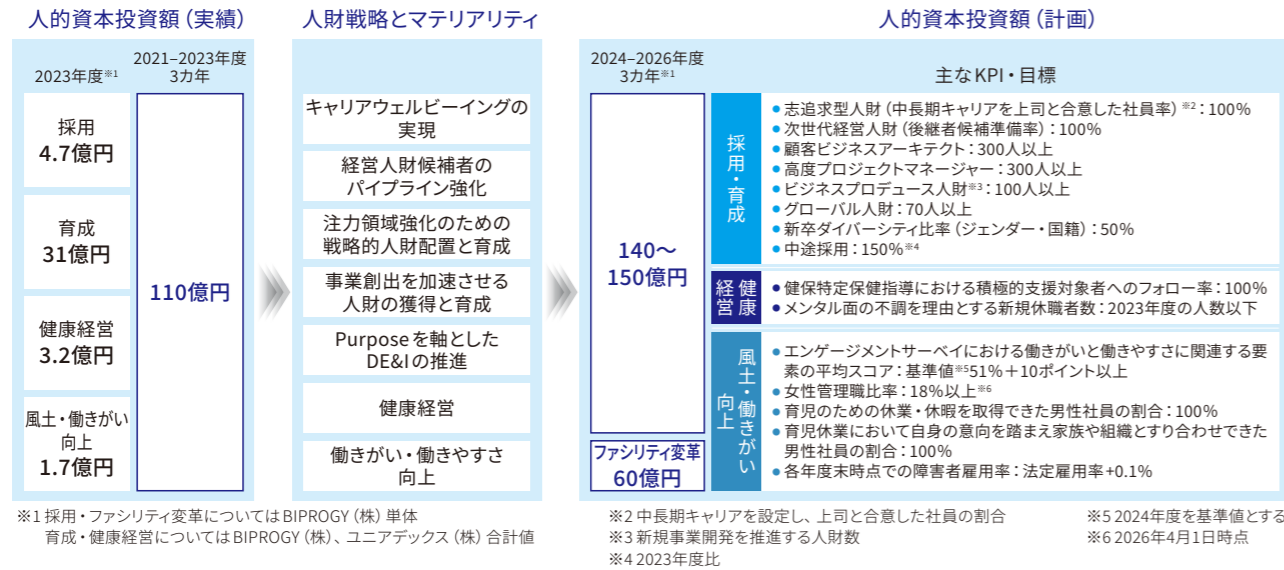 人的資本投資額（実績）
2023年度※1
2021–2023年度
3カ年
採用
4.7億円
育成
31億円
健康経営
3.2億円
風土・働きがい
向上
1.7億円
110億円
人財戦略とマテリアリティ
キャリアウェルビーイングの
実現
経営人財候補者の
パイプライン強化
注力領域強化のための
戦略的人財配置と育成
事業創出を加速させる
人財の獲得と育成
Purposeを軸とした
DE&Iの推進
健康経営
働きがい・働きやすさ
向上
人的資本投資額（計画）
2024–2026年度
3カ年※1
主なKPI・目標
140～
150億円
ファシリティ変革
60億円
採用・育成
●志追求型人財（中長期キャリアを上司と合意した社員率）※2：100％
●次世代経営人財（後継者候補準備率）：100％
●顧客ビジネスアーキテクト：300人以上
●高度プロジェクトマネージャー：300人以上
●ビジネスプロデュース人財※3：100人以上
●グローバル人財：70人以上
●新卒ダイバーシティ比率（ジェンダー・国籍）：50％
●中途採用：150％※4
健康
経営
●健保特定保健指導における積極的支援対象者へのフォロー率：100％
●メンタル面の不調を理由とする新規休職者数：2023年度の人数以下
風土・働きがい
向上
●エンゲージメントサーベイにおける働きがいと働きやすさに関連する要
素の平均スコア：基準値※551％＋10ポイント以上
●女性管理職比率：18％以上※6
●育児のための休業・休暇を取得できた男性社員の割合：100％
●育児休業において自身の意向を踏まえ家族や組織とすり合わせできた
男性社員の割合：100％
●各年度末時点での障害者雇用率：法定雇用率+0.1％
※1 採用・ファシリティ変革についてはBIPROGY（株）単体
育成・健康経営についてはBIPROGY（株）、ユニアデックス（株）合計値
※2 中長期キャリアを設定し、上司と合意した社員の割合
※3 新規事業開発を推進する人財数
※4 2023年度比
※5 2024年度を基準値とする
※6 2026年4月1日時点